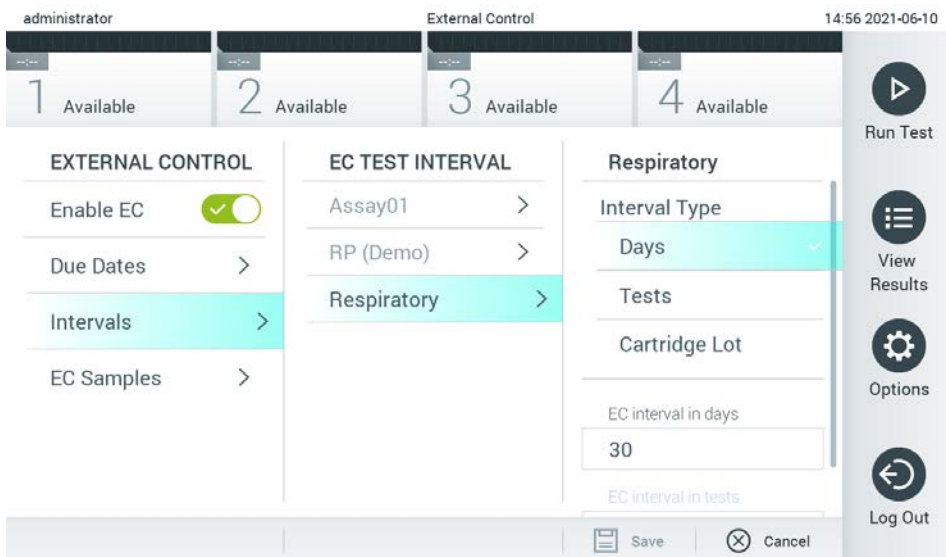 administrator
External Control
14:56 2021-06-10
--:--
1 Available
--:--
2 Available
--:--
3 Available
--:--
4 Available
Run Test
View
Results
Options
Log Out
EXTERNAL CONTROL
Enable EC
Due Dates
Intervals
EC Samples
EC TEST INTERVAL
Assay01
RP (Demo)
Respiratory
Respiratory
Interval Type
Days
Tests
Cartridge Lot
EC interval in days
30
EC interval in tests
Save
Cancel